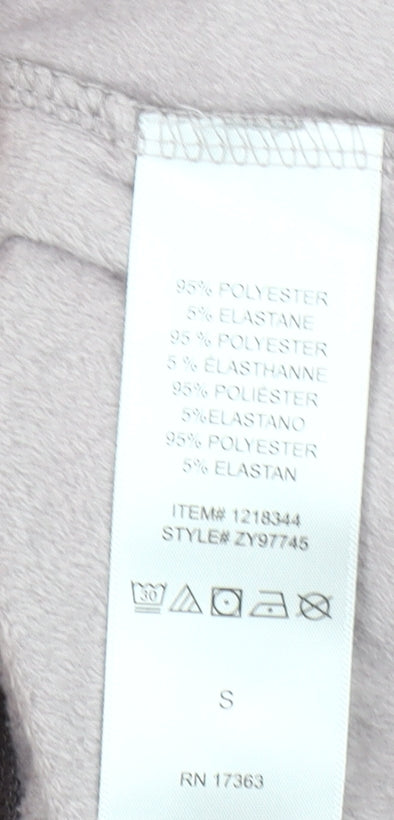 95% POLYESTER
5% ELASTANE
95 % POLYESTER
5 % ÉLASTHANNE
95% POLIÉSTER
5%ELASTANO
95% POLYESTER
5% ELASTAN
ITEM# 1218344
STYLE# ZY97745
30
S
RN 17363